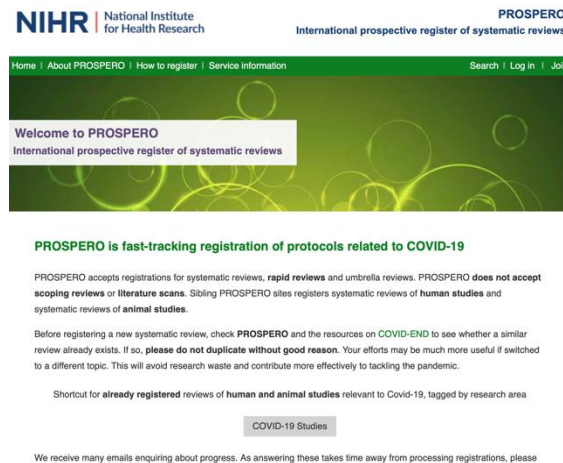 NIHR | National Institute
for Health Research
PROSPERO
International prospective register of systematic reviews
Home | About PROSPERO | How to register | Service information
Search | Log in | Joi
Welcome to PROSPERO
International prospective register of systematic reviews
PROSPERO is fast-tracking registration of protocols related to COVID-19
PROSPERO accepts registrations for systematic reviews, rapid reviews and umbrella reviews. PROSPERO does not accept
scoping reviews or literature scans. Sibling PROSPERO sites registers systematic reviews of human studies and
systematic reviews of animal studies.
Before registering a new systematic review, check PROSPERO and the resources on COVID-END to see whether a similar
review already exists. If so, please do not duplicate without good reason. Your efforts may be much more useful if switched
to a different topic. This will avoid research waste and contribute more effectively to tackling the pandemic.
Shortcut for already registered reviews of human and animal studies relevant to Covid-19, tagged by research area
COVID-19 Studies
We receive many emails enquiring about progress. As answering these takes time away from processing registrations, please